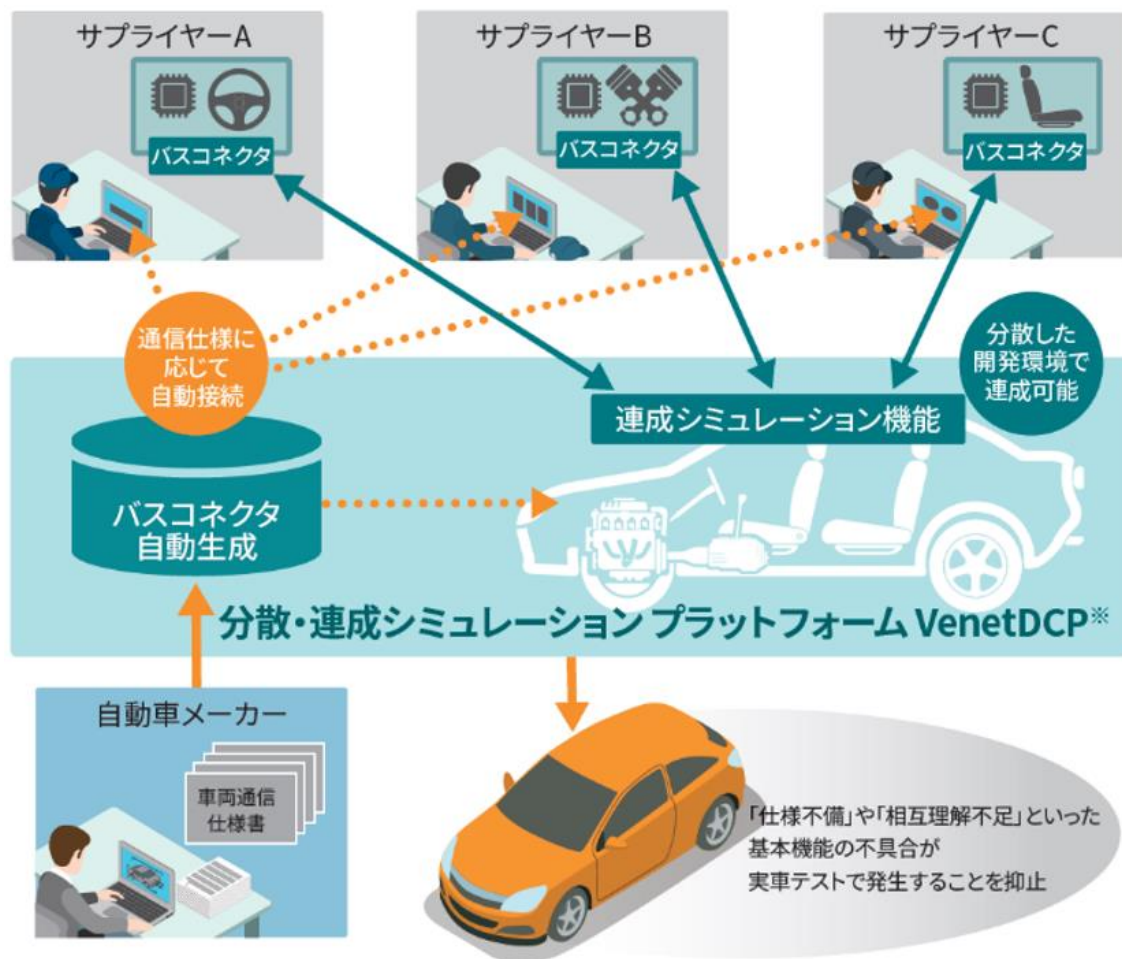 サプライヤーA
サプライヤーB
サプライヤーC
バスコネクタ
バスコネクタ
バスコネクタ
通信仕様に
応じて
自動接続
分散した
開発環境で
連成可能
連成シミュレーション機能
バスコネクタ
自動生成
分散・連成シミュレーション プラットフォーム VenetDCP※
自動車メーカー
車両通信
仕様書
「仕様不備」や「相互理解不足」といった
基本機能の不具合が
実車テストで発生することを抑止